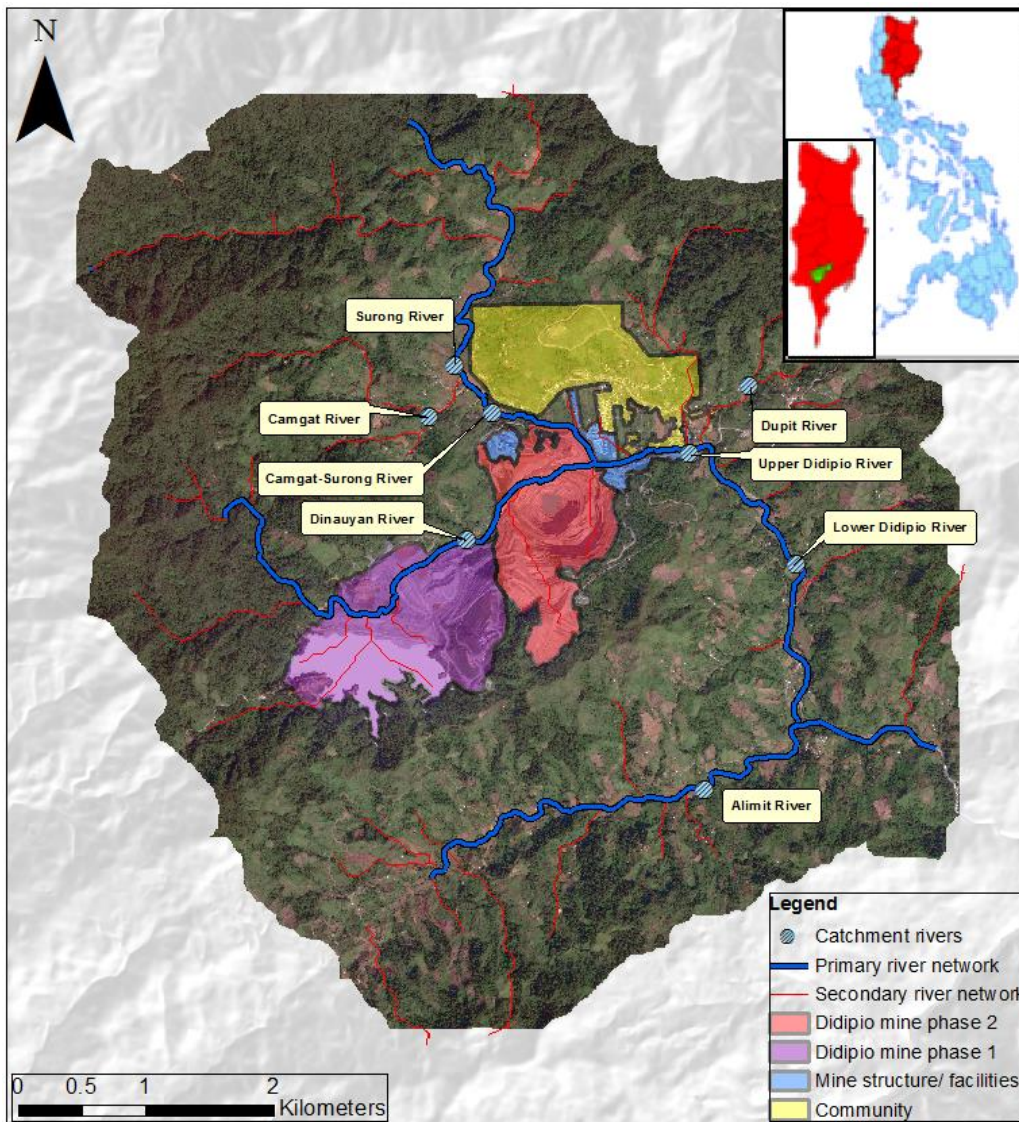 N
Surong River
Camgat River
Dupit River
Camgat-Surong River
Upper Didipio River
Dinauyan River
Lower Didipio River
Alimit River
Legend
Catchment rivers
Primary river network
Secondary river network
Didipio mine phase 2
Didipio mine phase 1
Mine structure/ facilities
Community
0 0.5 1 2
Kilometers